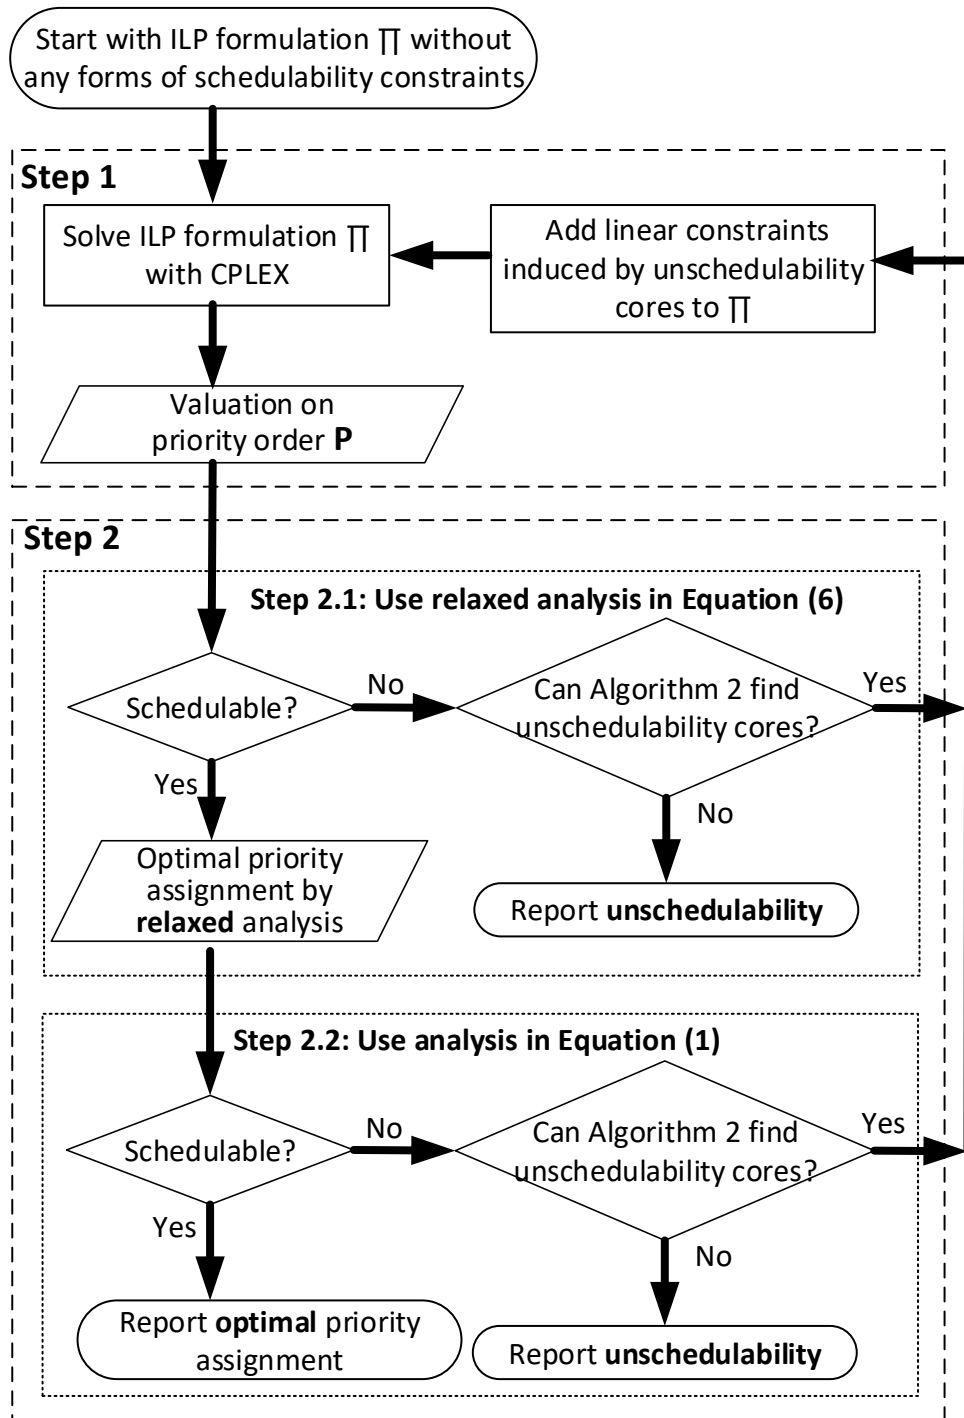 Start with ILP formulation ∏ without
any forms of schedulability constraints
Step 1
Solve ILP formulation ∏
with CPLEX
Add linear constraints
induced by unschedulability
cores to ∏
Valuation on
priority order P
Step 2
Step 2.1: Use relaxed analysis in Equation (6)
Schedulable?
No
Can Algorithm 2 find
unschedulability cores?
Yes
Yes
No
Optimal priority
assignment by
relaxed analysis
Report unschedulability
Step 2.2: Use analysis in Equation (1)
Schedulable?
No
Can Algorithm 2 find
unschedulability cores?
Yes
Yes
No
Report optimal priority
assignment
Report unschedulability